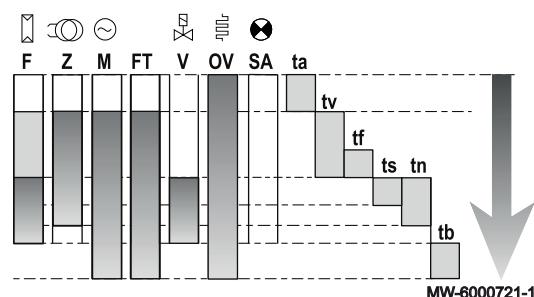 F Z M FT V OV SA ta
tv
tf
ts tn
tb
MW-6000721-1